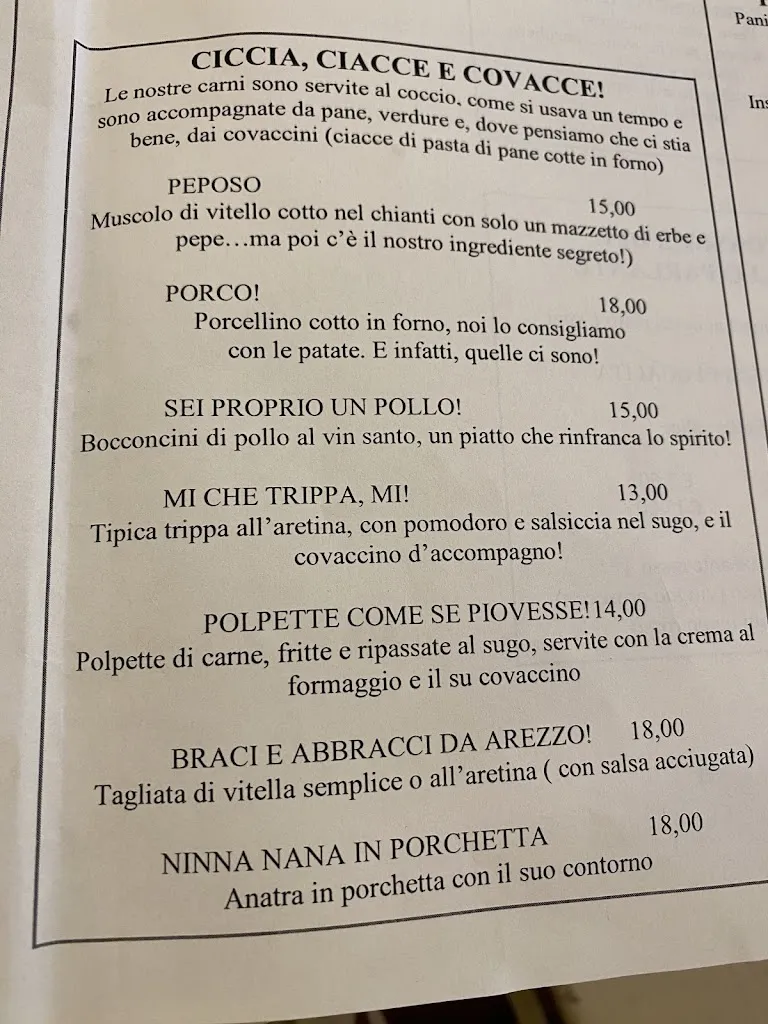 CICCIA, CIACCE E COVACCE!
Le nostre carni sono servite al coccio, come si usava un tempo e
sono accompagnate da pane, verdure e, dove pensiamo che ci stia
bene, dai covaccini (ciacce di pasta di pane cotte in forno)
PEPOSO 15,00
Muscolo di vitello cotto nel chianti con solo un mazzetto di erbe e
pepe…ma poi c'è il nostro ingrediente segreto!)
PORCO! 18,00
Porcellino cotto in forno, noi lo consigliamo
con le patate. E infatti, quelle ci sono!
SEI PROPRIO UN POLLO! 15,00
Bocconcini di pollo al vin santo, un piatto che rinfranca lo spirito!
MI CHE TRIPPA, MI! 13,00
Tipica trippa all'aretina, con pomodoro e salsiccia nel sugo, e il
covaccino d'accompagno!
POLPETTE COME SE PIOVESSE!14,00
Polpette di carne, fritte e ripassate al sugo, servite con la crema al
formaggio e il su covaccino
BRACI E ABBRACCI DA AREZZO! 18,00
Tagliata di vitella semplice o all'aretina ( con salsa acciugata)
NINNA NANA IN PORCHETTA 18,00
Anatra in porchetta con il suo contorno
Pani